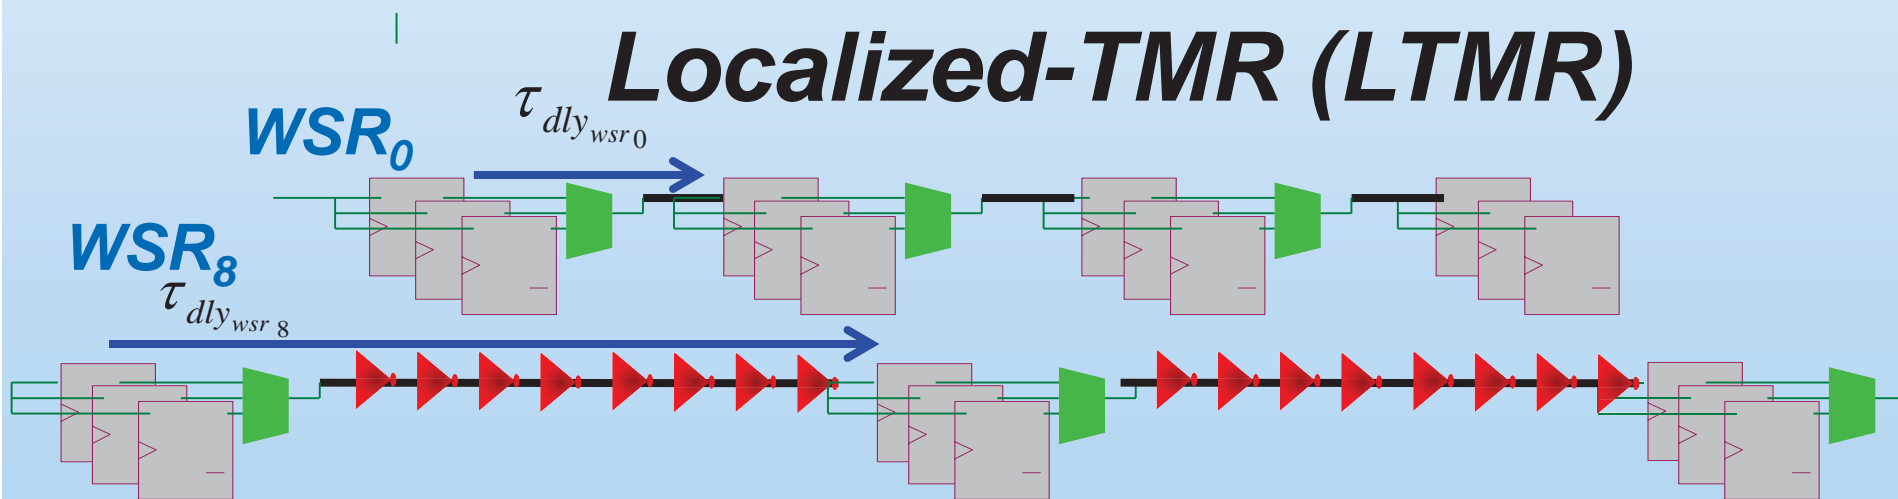 Localized-TMR (LTMR)
WSR0
τdlywsr0
WSR8
τdlywsr8